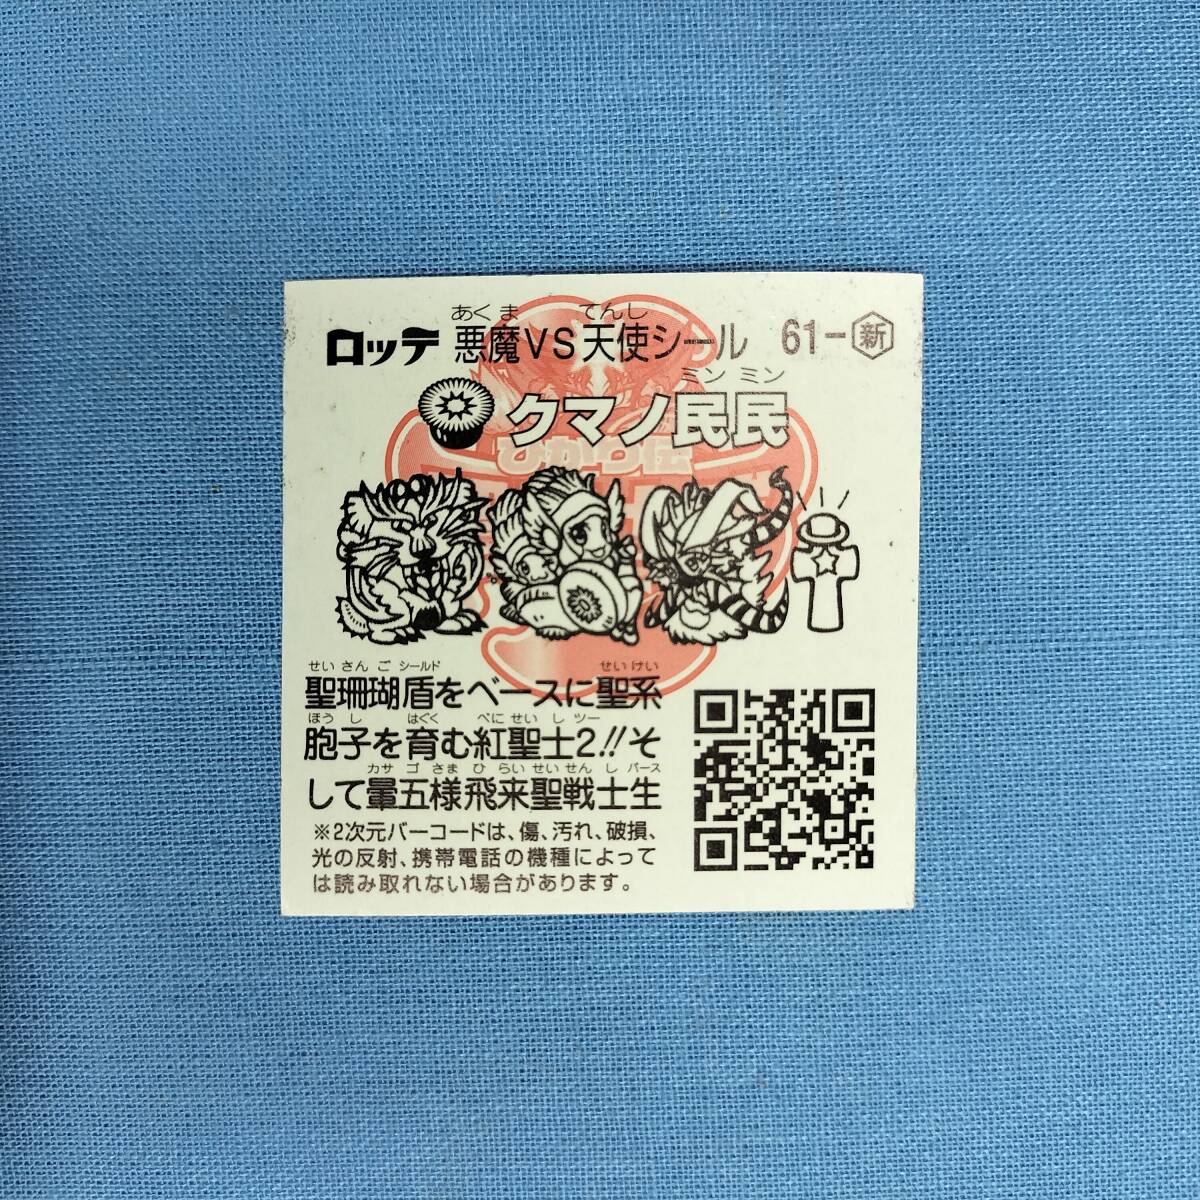 あくま てんし
ロッテ 悪魔VS天使シール 61-新
ミンミン
クマノ民民
ひかり伝
せいさんごシールド せいけい
聖珊瑚盾をベースに聖系
ほうし はぐく べにせいしツー
胞子を育む紅聖士2!!そ
カサゴさまひらいせいせんしバース
して暈五様飛来聖戦士生
※2次元バーコードは、傷、汚れ、破損、
光の反射、携帯電話の機種によって
は読み取れない場合があります。